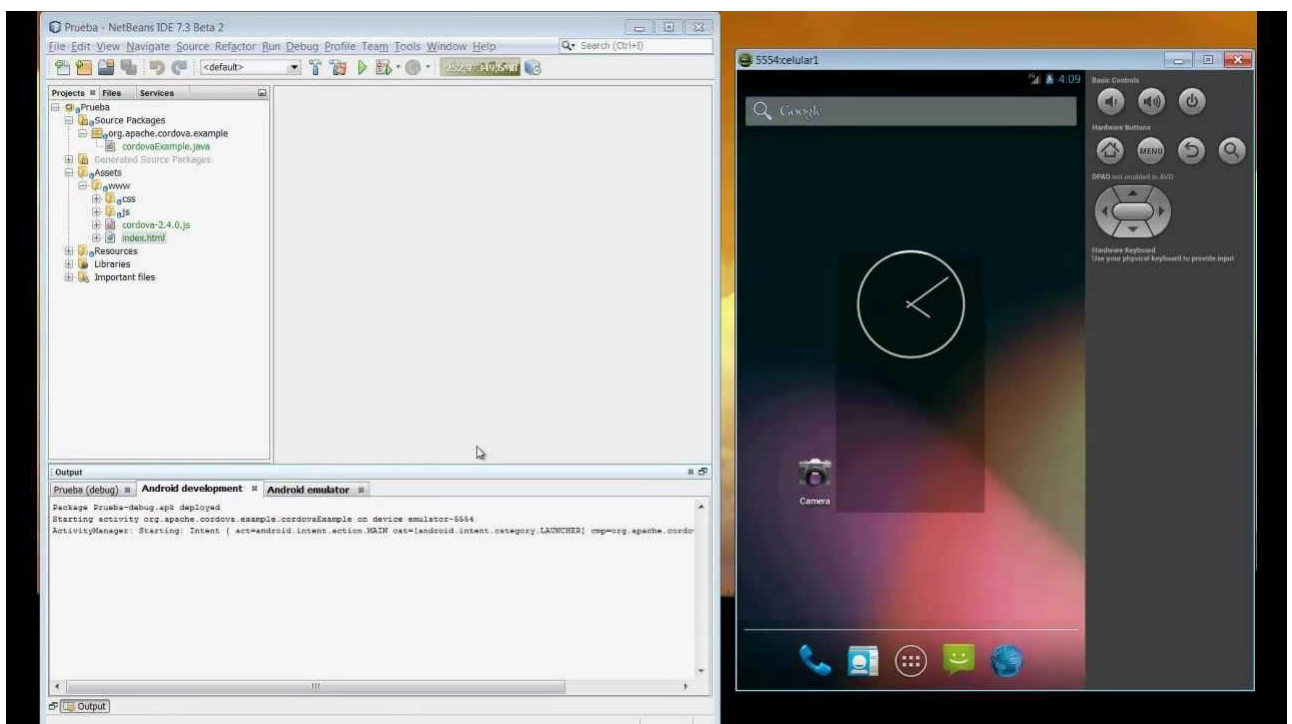 Prueba - NetBeans IDE 7.3 Beta 2
File Edit View Navigate Source Refactor Run Debug Profile Team Tools Window Help
Search (Ctrl+I)
<default>
Projects Files Services
Prueba
Source Packages
org.apache.cordova.example
cordovaExample.java
Generated Source Packages
Assets
www
css
js
cordova-2.4.0.js
index.html
Resources
Libraries
Important files
Output
Prueba (debug) Android development Android emulator
Package Prueba-debug.apk deployed
Starting activity org.apache.cordova.example.cordovaExample on device emulator-5554
ActivityManager: Starting: Intent { act=android.intent.action.MAIN cat=[android.intent.category.LAUNCHER] cmp=org.apache.cordo
Output
5554:celular1
3G 4:09
Google
Camera
Basic Controls
Hardware Buttons
MENU
DPAD not enabled in AVD
Hardware Keyboard
Use your physical keyboard to provide input